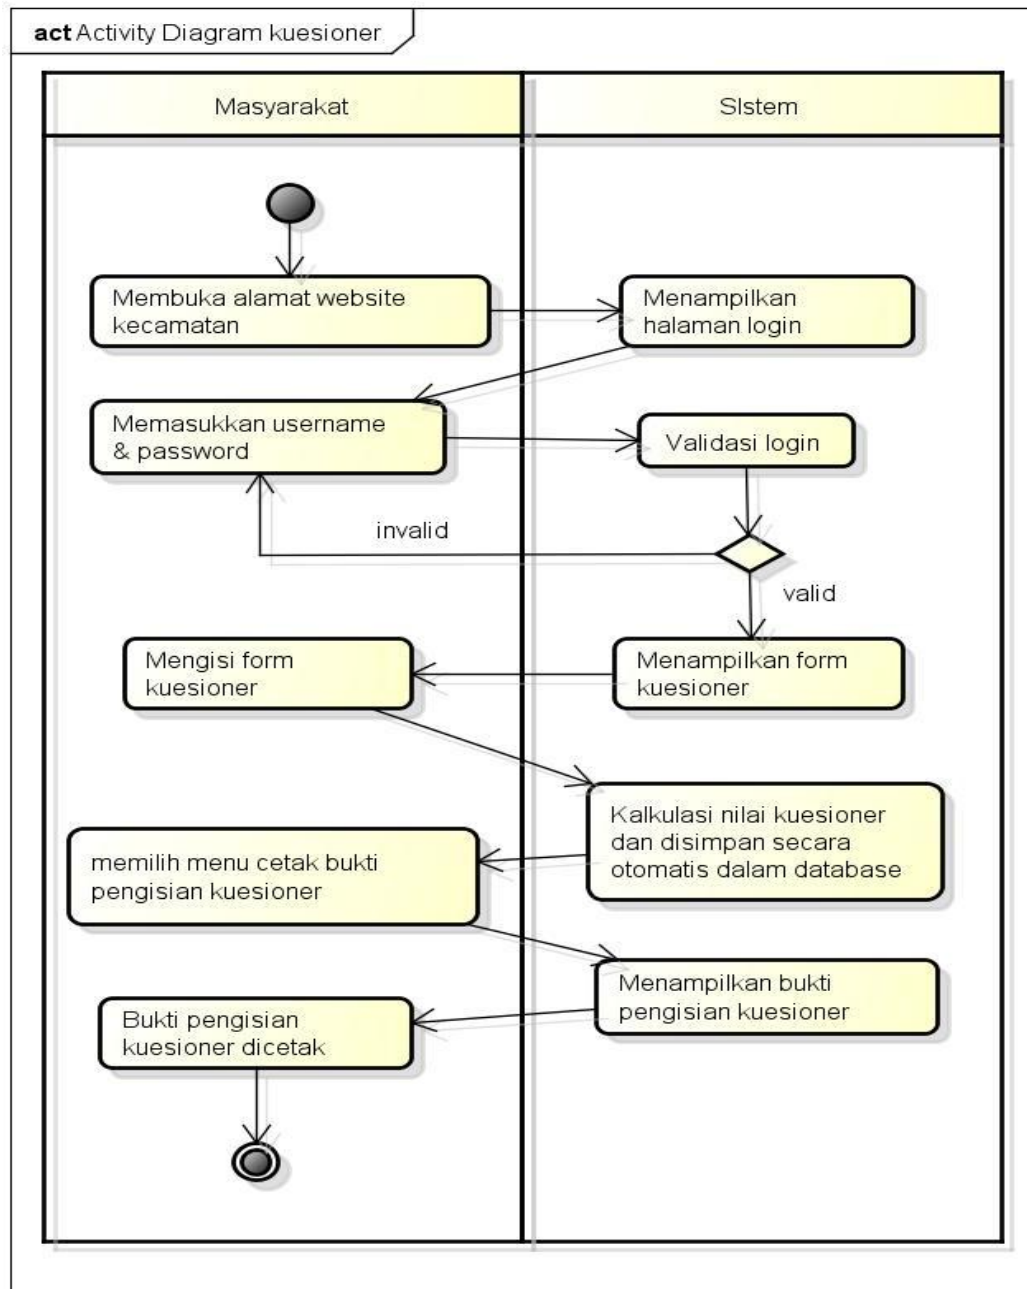 act Activity Diagram kuesioner
Masyarakat
SIstem
Membuka alamat website
kecamatan
Menampilkan
halaman login
Memasukkan username
& password
Validasi login
invalid
valid
Menampilkan form
kuesioner
Mengisi form
kuesioner
Kalkulasi nilai kuesioner
dan disimpan secara
otomatis dalam database
memilih menu cetak bukti
pengisian kuesioner
Menampilkan bukti
pengisian kuesioner
Bukti pengisian
kuesioner dicetak